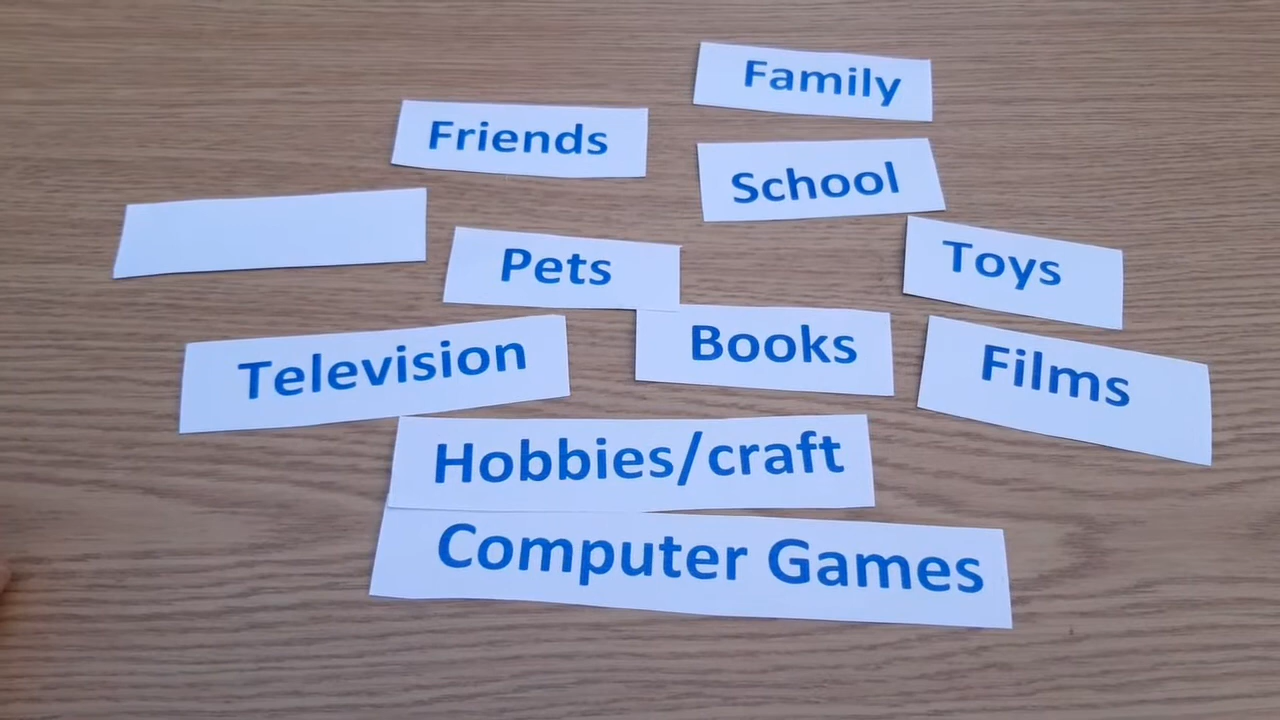 Family
Friends
School
Pets
Toys
Television
Books
Films
Hobbies/craft
Computer Games